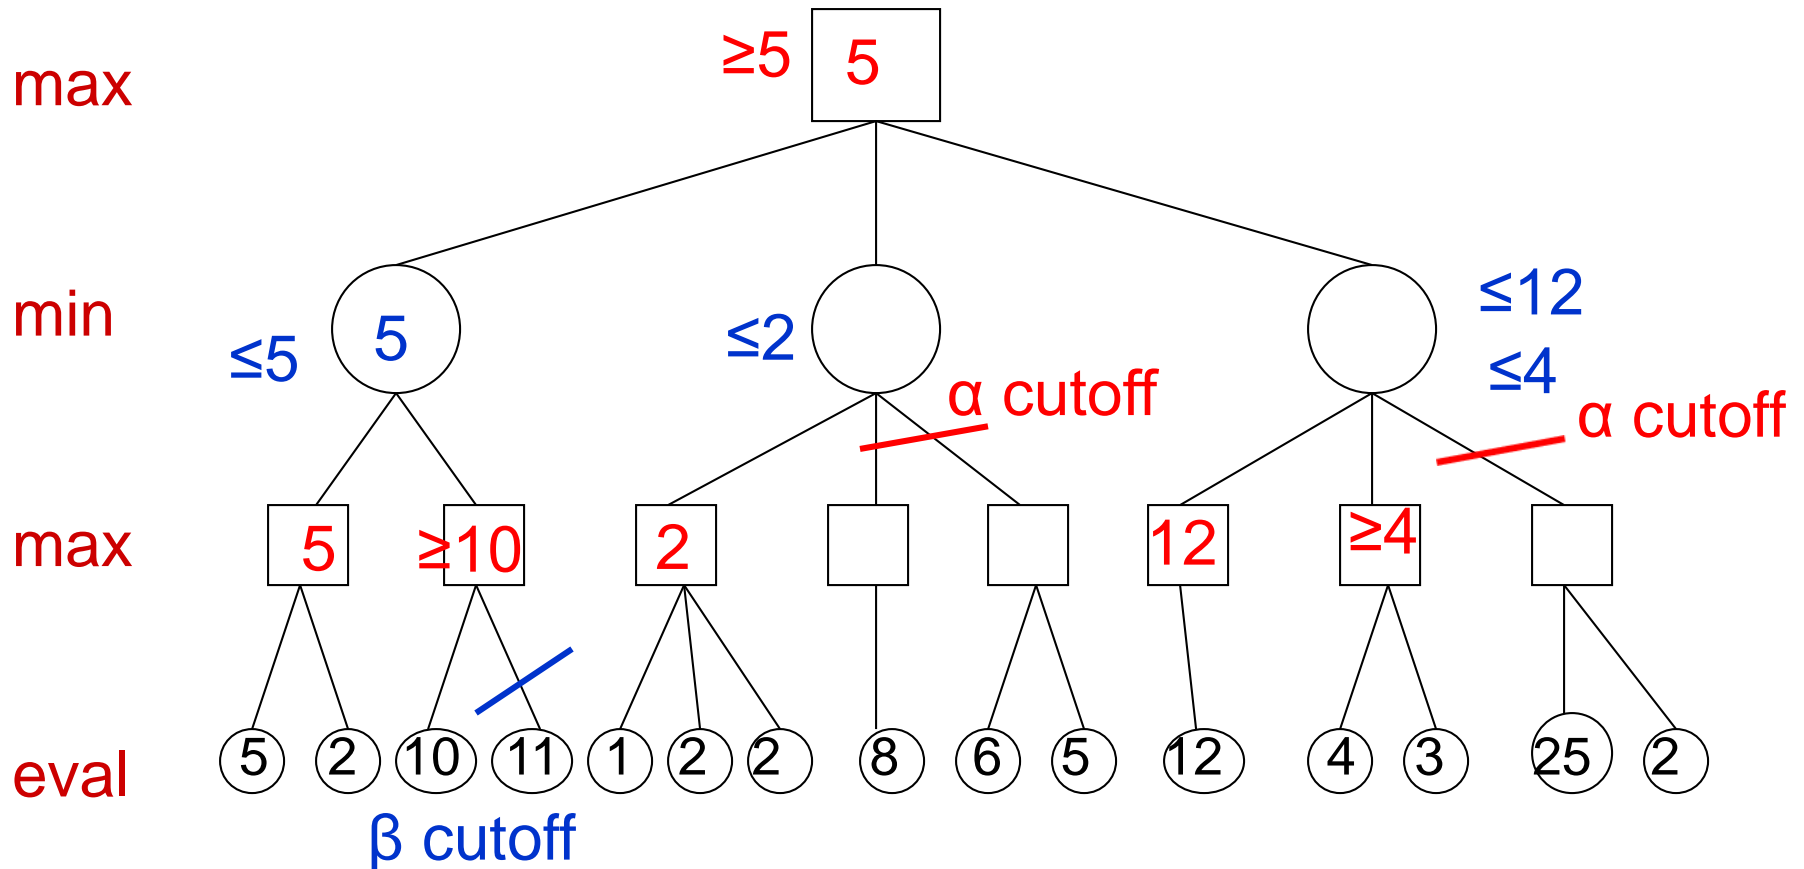 max ≥5 5
min ≤5 5 ≤2 ≤12
≤4
α cutoff α cutoff
max 5 ≥10 2 12 ≥4
eval 5 2 10 11 1 2 2 8 6 5 12 4 3 25 2
β cutoff